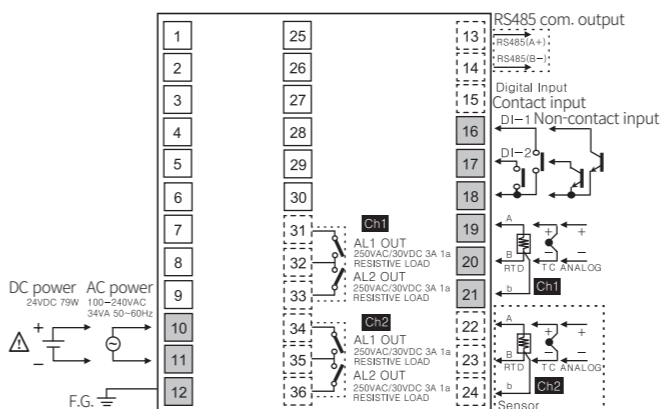 RS485 com. output
1 25 13
RS485(A+)
2 26 14
RS485(B−)
3 27 15
Digital Input
Contact input
4 28 16
DI−1 Non-contact input
5 29 17
DI−2
6 30 18
7 31 19
Ch1
AL1 OUT
250VAC/30VDC 3A 1a
RESISTIVE LOAD
A + +
8 32 20
AL2 OUT
250VAC/30VDC 3A 1a
RESISTIVE LOAD
B − −
RTD TC ANALOG
9 33 21
b Ch1
DC power AC power
24VDC 79W 100−240VAC
34VA 50~60Hz
10 34 22
Ch2
AL1 OUT
250VAC/30VDC 3A 1a
RESISTIVE LOAD
A + +
+
11 35 23
−
AL2 OUT
250VAC/30VDC 3A 1a
RESISTIVE LOAD
B − −
RTD TC ANALOG
12 36 24
F.G.
b Ch2
Sensor